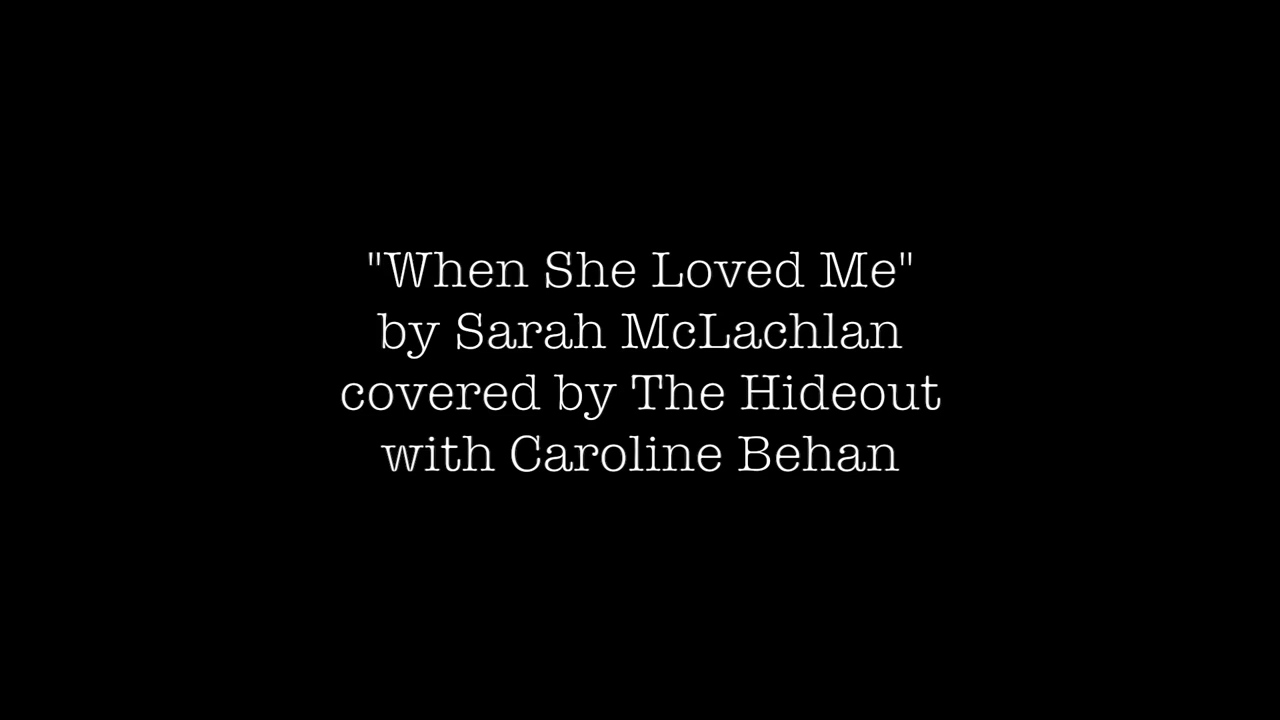 "When She Loved Me"
by Sarah McLachlan
covered by The Hideout
with Caroline Behan